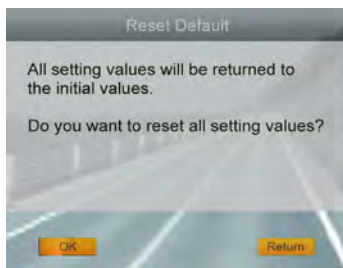 Reset Default
All setting values will be returned to
the initial values.
Do you want to reset all setting values?
OK
Return